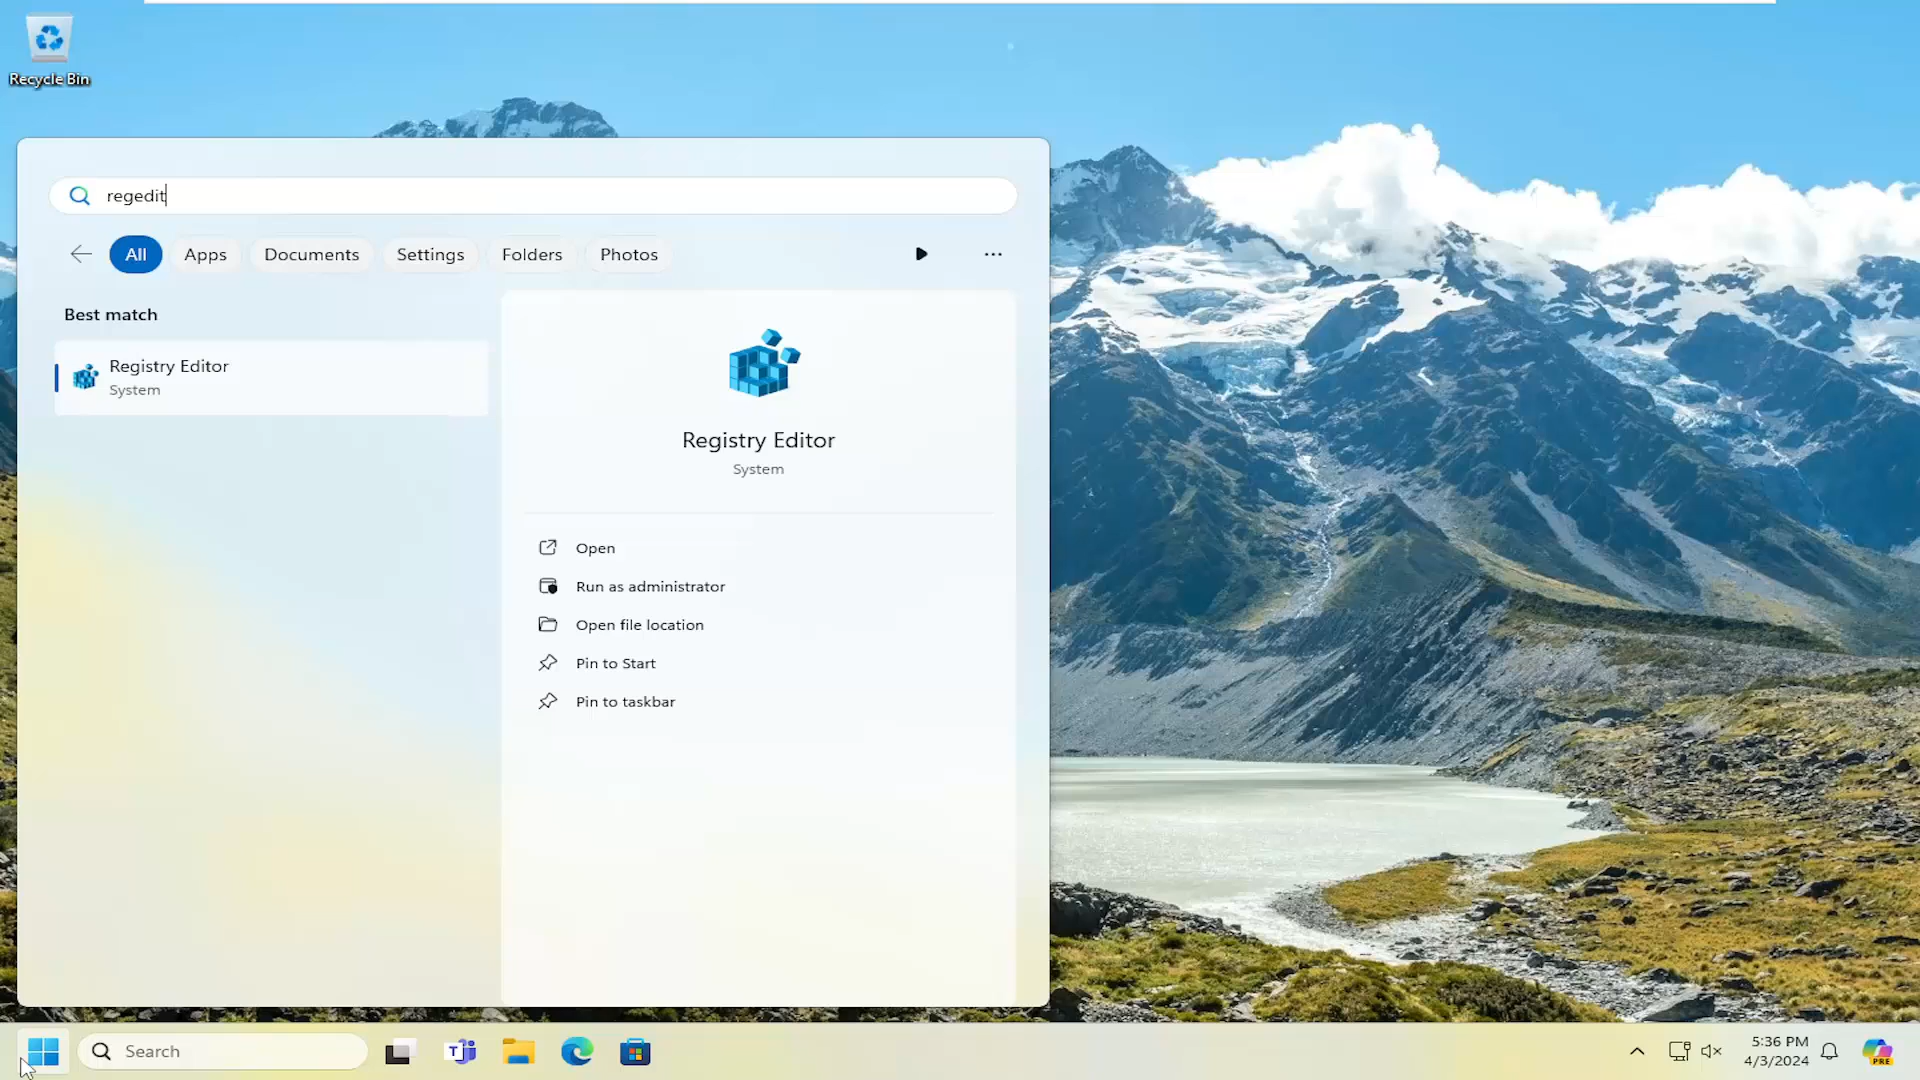 Recycle Bin
regedit
All Apps Documents Settings Folders Photos
Best match
Registry Editor
System
Registry Editor
System
Open
Run as administrator
Open file location
Pin to Start
Pin to taskbar
Search
5:36 PM
4/3/2024
PRE